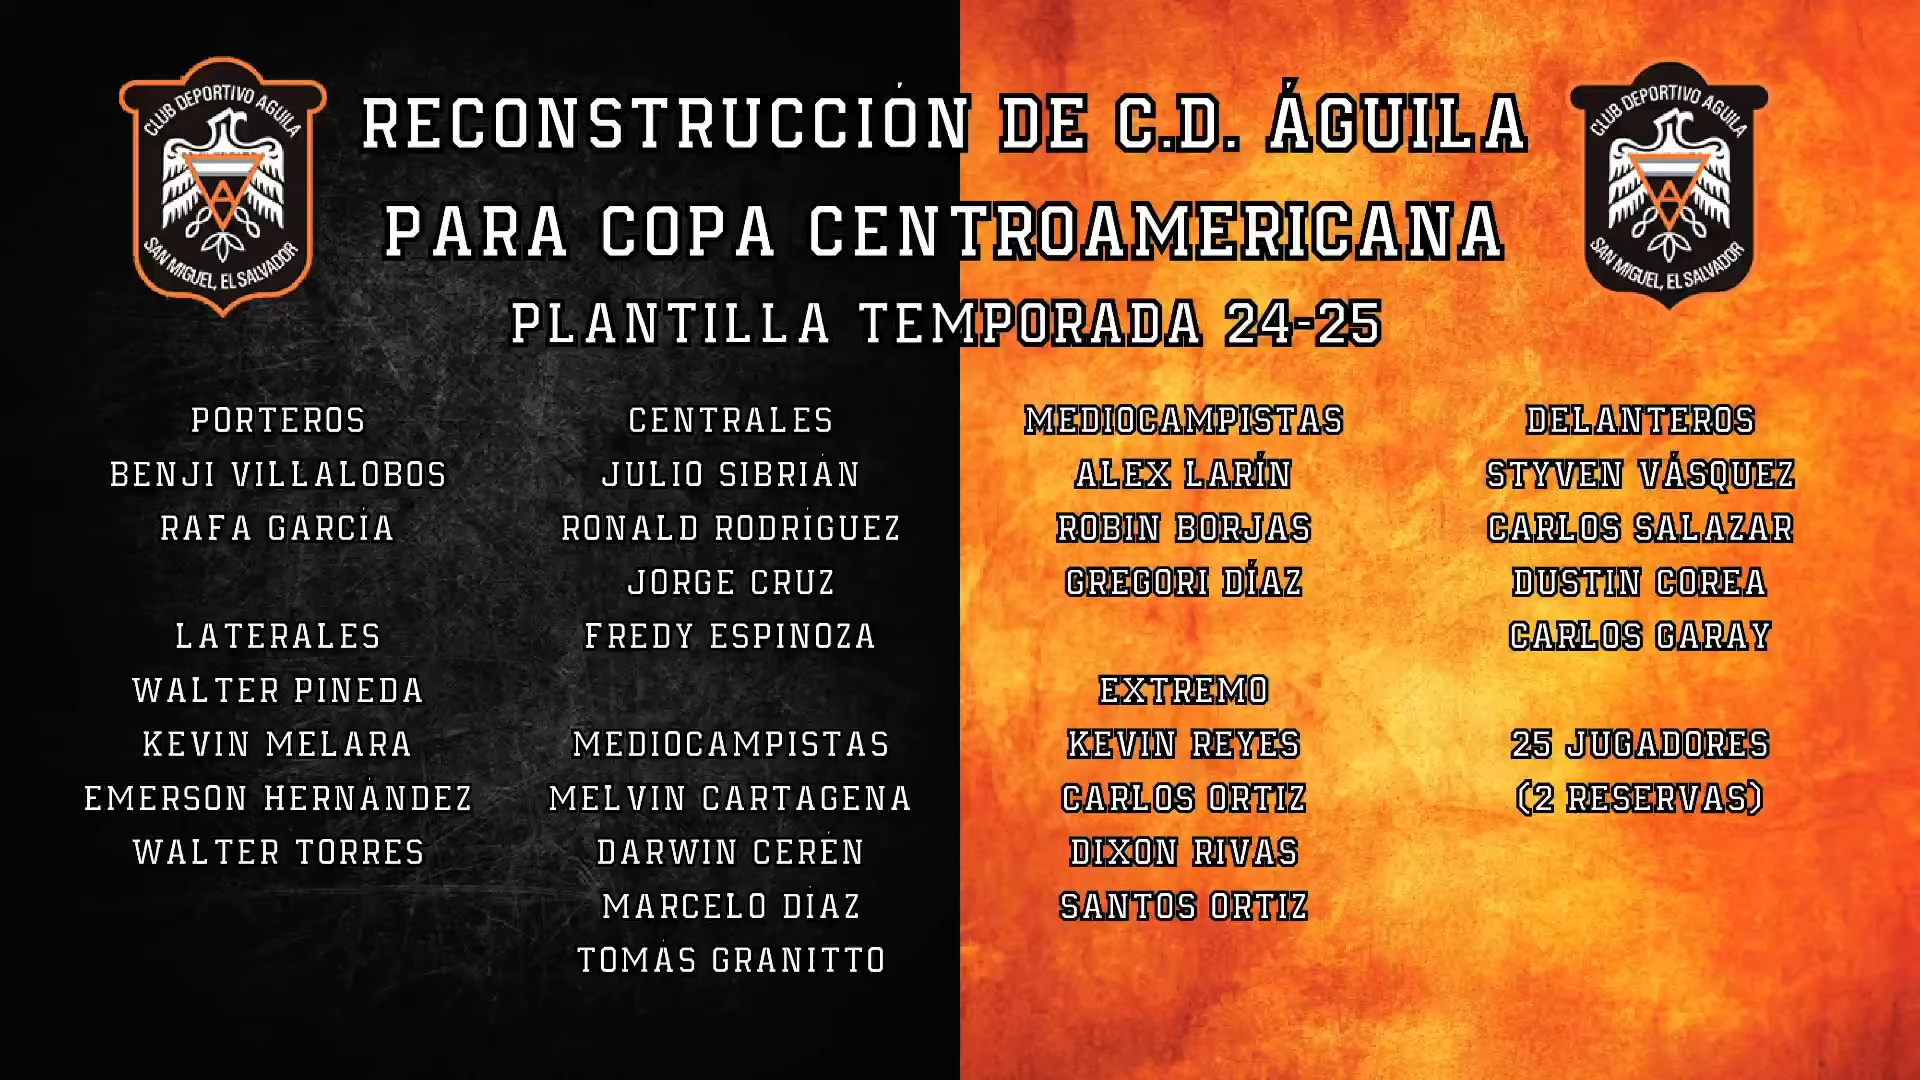 CLUB DEPORTIVO AGUILA
A
SAN MIGUEL, EL SALVADOR
CLUB DEPORTIVO AGUILA
A
SAN MIGUEL, EL SALVADOR
RECONSTRUCCIÓN DE C.D. ÁGUILA
PARA COPA CENTROAMERICANA
PLANTILLA TEMPORADA 24-25
PORTEROS
BENJI VILLALOBOS
RAFA GARCÍA
LATERALES
WALTER PINEDA
KEVIN MELARA
EMERSON HERNÁNDEZ
WALTER TORRES
CENTRALES
JULIO SIBRIÁN
RONALD RODRÍGUEZ
JORGE CRUZ
FREDY ESPINOZA
MEDIOCAMPISTAS
MELVIN CARTAGENA
DARWIN CERÉN
MARCELO DÍAZ
TOMÁS GRANITTO
MEDIOCAMPISTAS
ALEX LARÍN
ROBIN BORJAS
GREGORI DÍAZ
EXTREMO
KEVIN REYES
CARLOS ORTIZ
DIXON RIVAS
SANTOS ORTIZ
DELANTEROS
STYVEN VÁSQUEZ
CARLOS SALAZAR
DUSTIN COREA
CARLOS GARAY
25 JUGADORES
(2 RESERVAS)